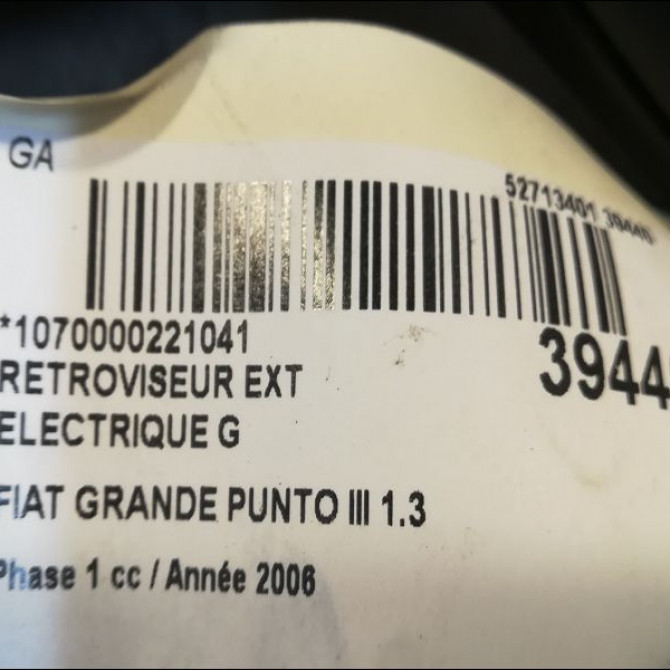 GA
52713401 39440
*1070000221041
RETROVISEUR EXT
3944
ELECTRIQUE G
FIAT GRANDE PUNTO III 1.3
Phase 1 cc / Année 2006